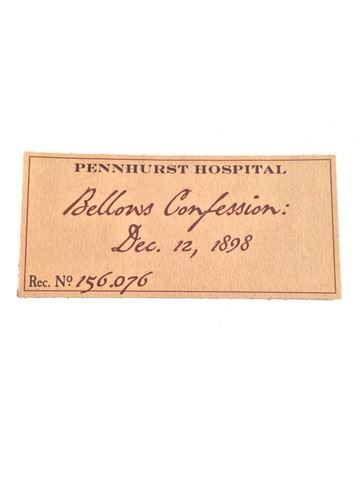 PENNHURST HOSPITAL
Bellows Confession:
Dec. 12, 1898
Rec. Nº 156.076